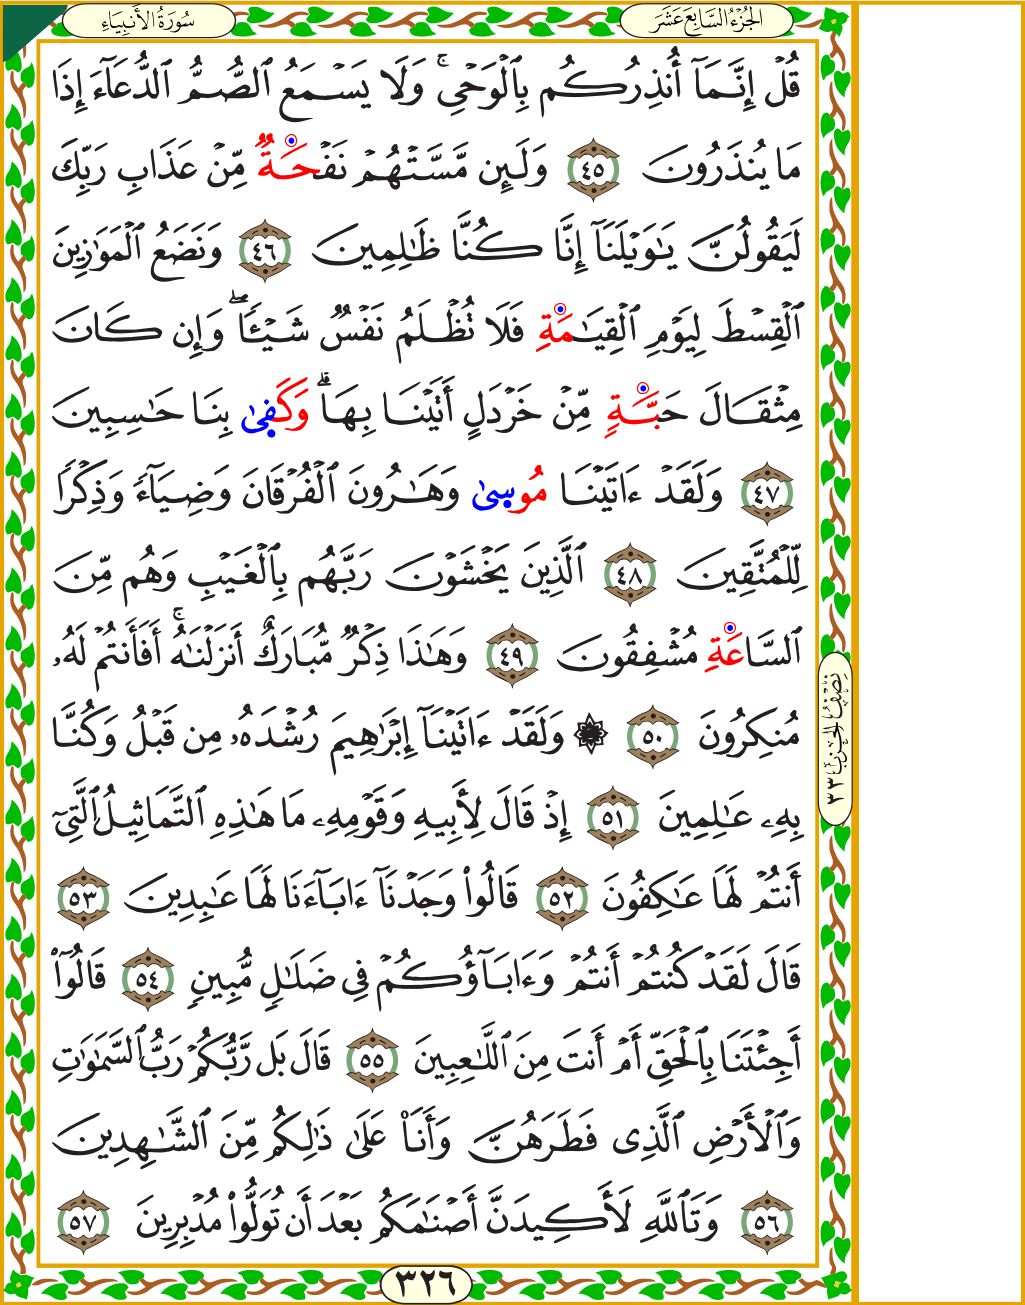 الجُزْءُ السَّابِعَ عَشَرَ
سُورَةُ الأَنبِيَاءِ
قُلْ إِنَّمَآ أُنذِرُكُم بِٱلْوَحْىِ ۚ وَلَا يَسْمَعُ ٱلصُّمُّ ٱلدُّعَآءَ إِذَا
مَا يُنذَرُونَ ٤٥ وَلَئِن مَّسَّتْهُمْ نَفْحَةٌ مِّنْ عَذَابِ رَبِّكَ
لَيَقُولُنَّ يَـٰوَيْلَنَآ إِنَّا كُنَّا ظَـٰلِمِينَ ٤٦ وَنَضَعُ ٱلْمَوَٰزِينَ
ٱلْقِسْطَ لِيَوْمِ ٱلْقِيَـٰمَةِ فَلَا تُظْلَمُ نَفْسٌ شَيْـًٔا ۖ وَإِن كَانَ
مِثْقَالَ حَبَّةٍ مِّنْ خَرْدَلٍ أَتَيْنَا بِهَا ۗ وَكَفِىٰ بِنَا حَـٰسِبِينَ
٤٧ وَلَقَدْ ءَاتَيْنَا مُوسِىٰ وَهَـٰرُونَ ٱلْفُرْقَانَ وَضِيَآءً وَذِكْرًا
لِّلْمُتَّقِينَ ٤٨ ٱلَّذِينَ يَخْشَوْنَ رَبَّهُم بِٱلْغَيْبِ وَهُم مِّنَ
ٱلسَّاعَةِ مُشْفِقُونَ ٤٩ وَهَـٰذَا ذِكْرٌ مُّبَارَكٌ أَنزَلْنَـٰهُ ۚ أَفَأَنتُمْ لَهُۥ
مُنكِرُونَ ٥٠ ۞ وَلَقَدْ ءَاتَيْنَآ إِبْرَٰهِيمَ رُشْدَهُۥ مِن قَبْلُ وَكُنَّا
بِهِۦ عَـٰلِمِينَ ٥١ إِذْ قَالَ لِأَبِيهِ وَقَوْمِهِۦ مَا هَـٰذِهِ ٱلتَّمَاثِيلُ ٱلَّتِىٓ
أَنتُمْ لَهَا عَـٰكِفُونَ ٥٢ قَالُوا۟ وَجَدْنَآ ءَابَآءَنَا لَهَا عَـٰبِدِينَ ٥٣
قَالَ لَقَدْ كُنتُمْ أَنتُمْ وَءَابَآؤُكُمْ فِى ضَلَـٰلٍ مُّبِينٍ ٥٤ قَالُوٓا۟
أَجِئْتَنَا بِٱلْحَقِّ أَمْ أَنتَ مِنَ ٱللَّـٰعِبِينَ ٥٥ قَالَ بَل رَّبُّكُمْ رَبُّ ٱلسَّمَـٰوَٰتِ
وَٱلْأَرْضِ ٱلَّذِى فَطَرَهُنَّ وَأَنَا۠ عَلَىٰ ذَٰلِكُم مِّنَ ٱلشَّـٰهِدِينَ
٥٦ وَتَٱللَّهِ لَأَكِيدَنَّ أَصْنَـٰمَكُم بَعْدَ أَن تُوَلُّوا۟ مُدْبِرِينَ ٥٧
نِصْفُ الحِزْبِ ٣٣
٣٢٦